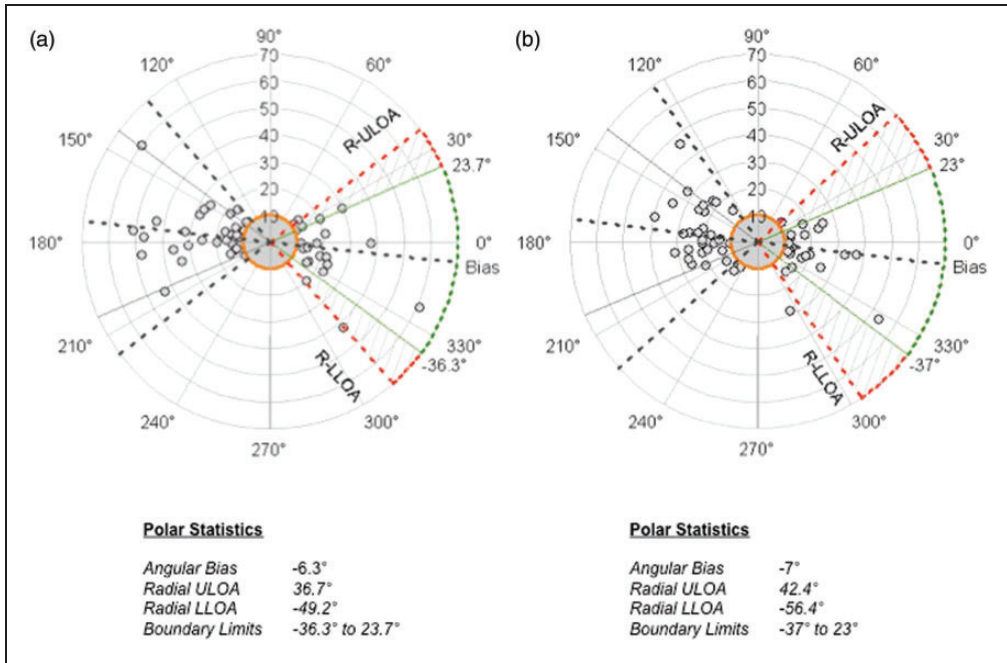 (a)
90°
70
60
50
40
30
20
10
120°
60°
150°
R-ULOA
30°
23.7°
180°
0°
Bias
210°
R-LLOA
330°
-36.3°
240°
300°
270°
Polar Statistics
Angular Bias -6.3°
Radial ULOA 36.7°
Radial LLOA -49.2°
Boundary Limits -36.3° to 23.7°
(b)
90°
70
60
50
40
30
20
10
120°
60°
150°
R-ULOA
30°
23°
180°
0°
Bias
210°
R-LLOA
330°
-37°
240°
300°
270°
Polar Statistics
Angular Bias -7°
Radial ULOA 42.4°
Radial LLOA -56.4°
Boundary Limits -37° to 23°